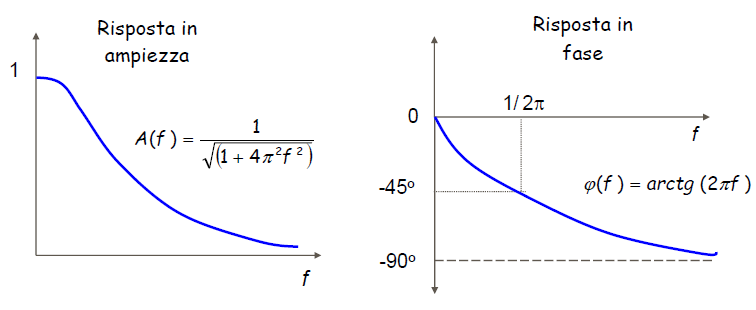 Risposta in
ampiezza
1
A(f) = 1 / √(1 + 4π²f²)
f
Risposta in
fase
1/2π
0
f
-45°
φ(f) = arctg (2πf)
-90°